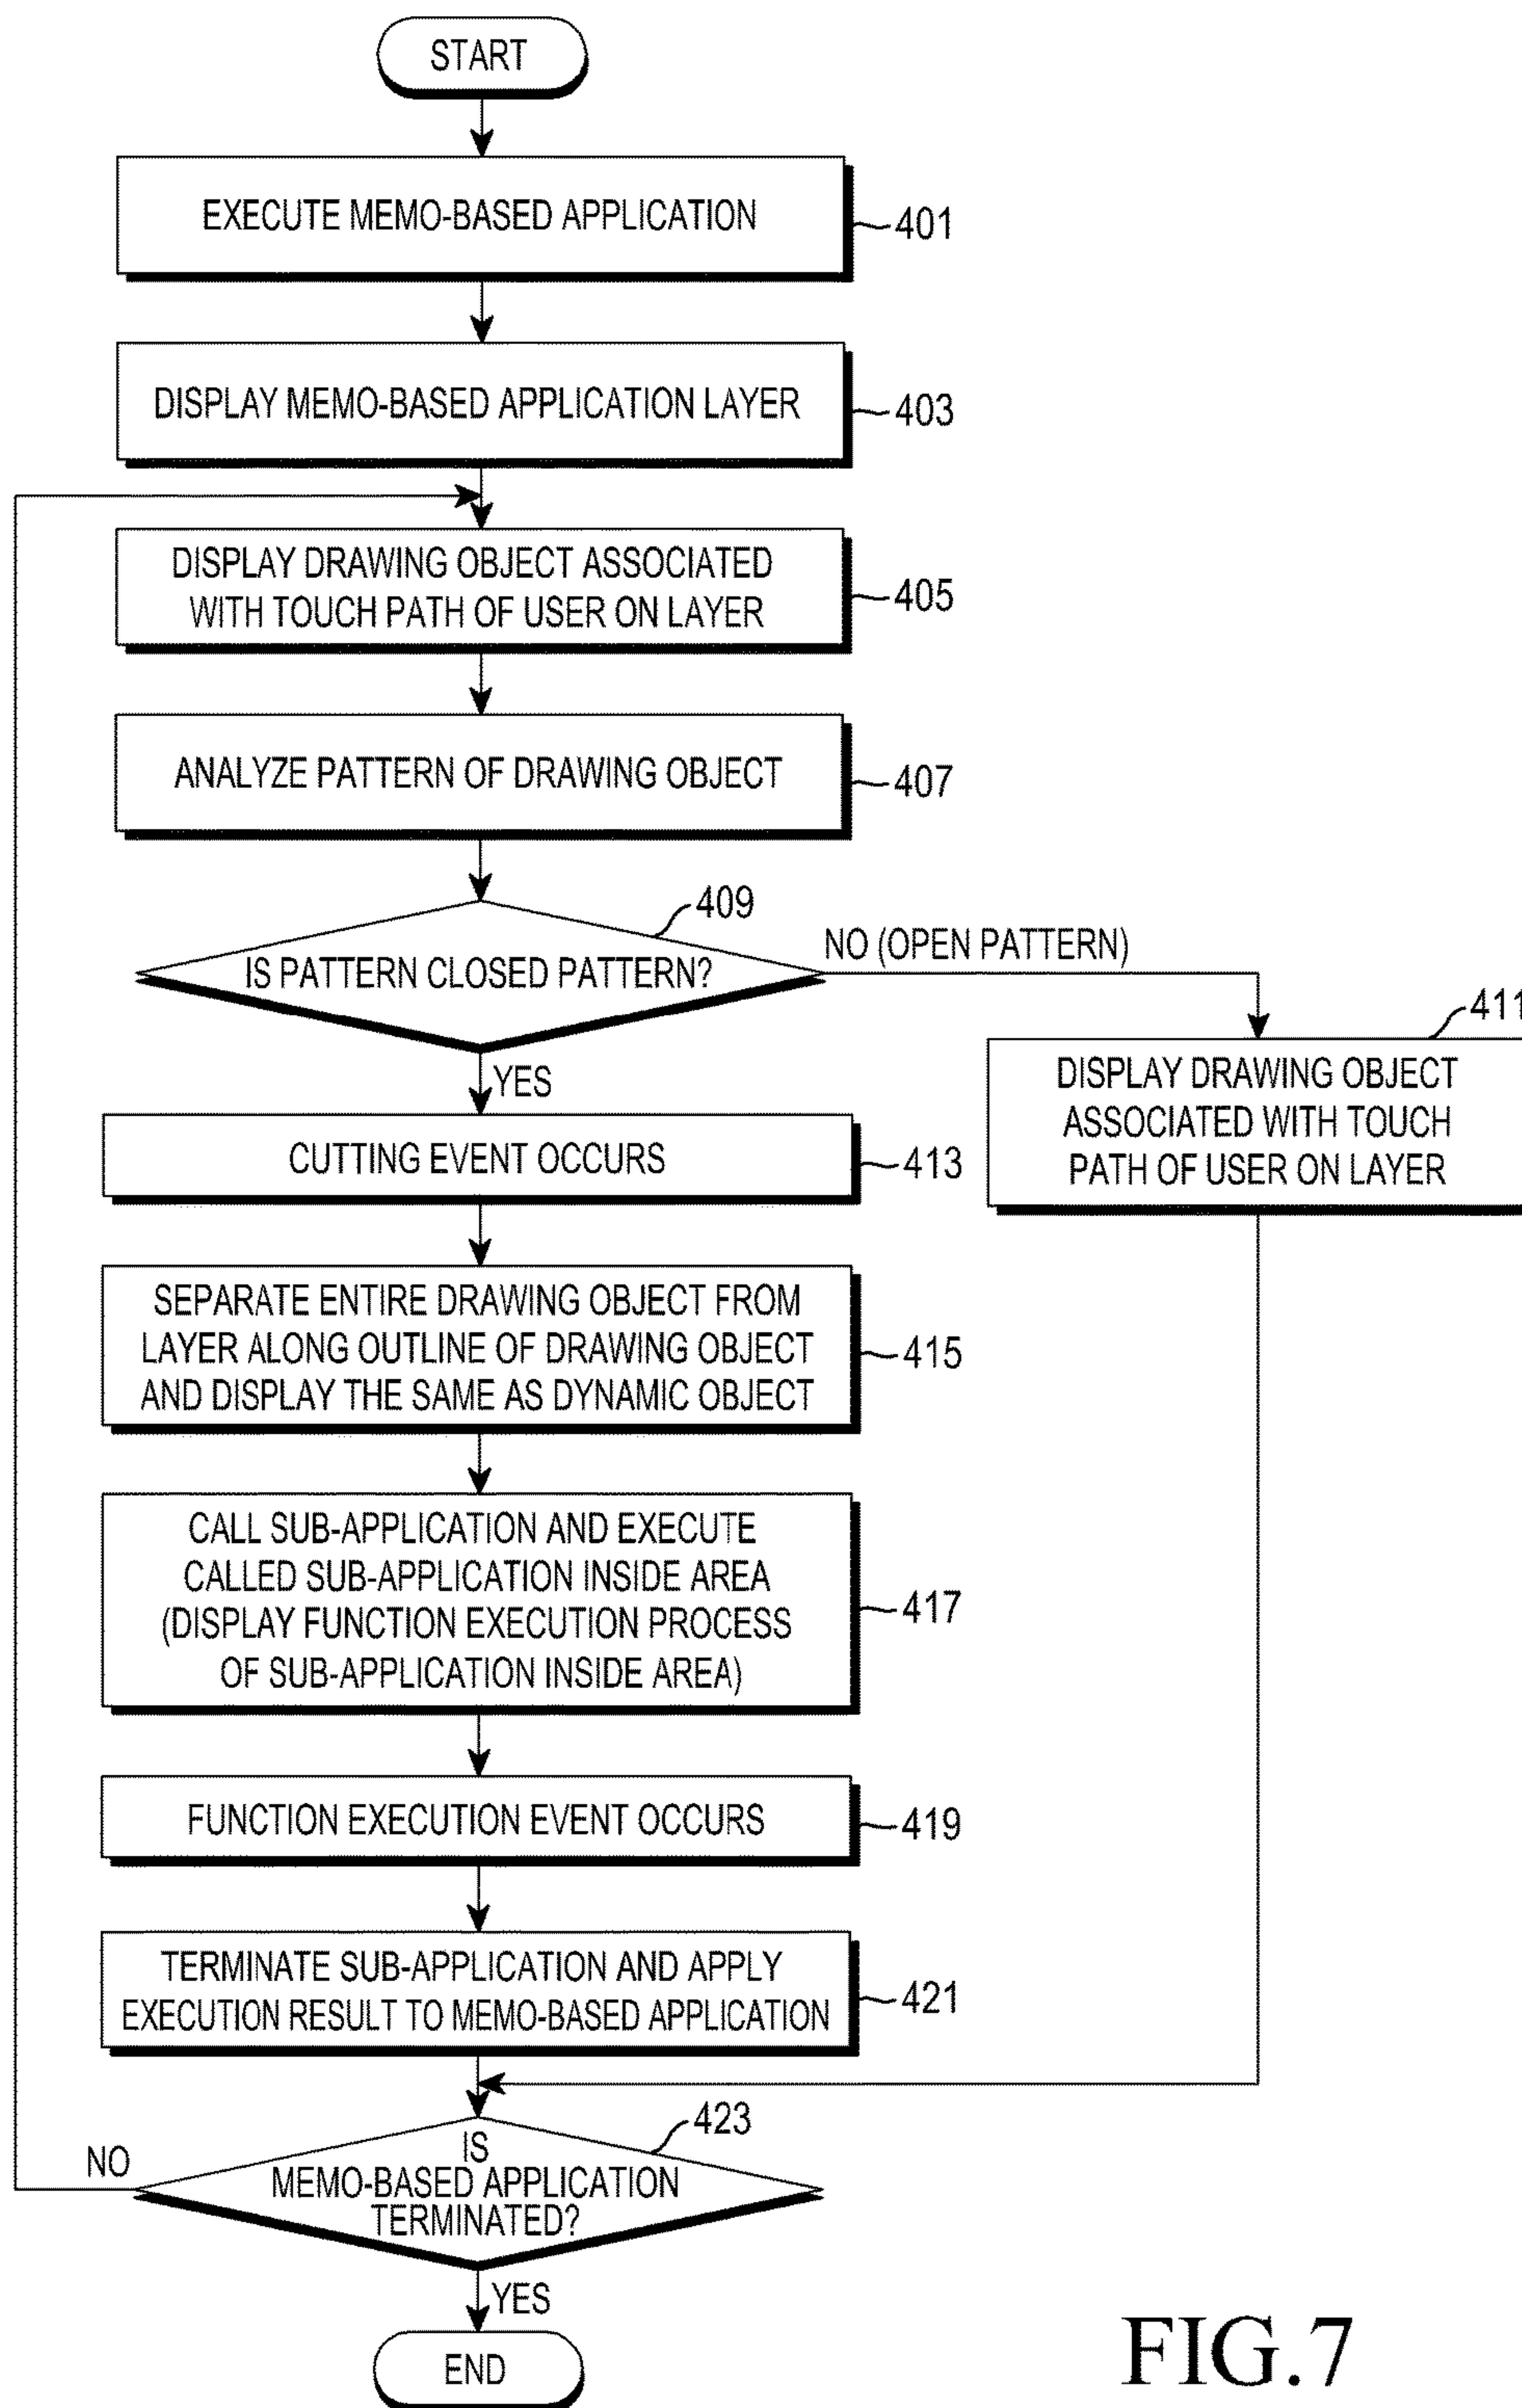 START
EXECUTE MEMO-BASED APPLICATION
401
DISPLAY MEMO-BASED APPLICATION LAYER
403
DISPLAY DRAWING OBJECT ASSOCIATED
WITH TOUCH PATH OF USER ON LAYER
405
ANALYZE PATTERN OF DRAWING OBJECT
407
409
IS PATTERN CLOSED PATTERN?
NO (OPEN PATTERN)
411
DISPLAY DRAWING OBJECT
ASSOCIATED WITH TOUCH
PATH OF USER ON LAYER
YES
CUTTING EVENT OCCURS
413
SEPARATE ENTIRE DRAWING OBJECT FROM
LAYER ALONG OUTLINE OF DRAWING OBJECT
AND DISPLAY THE SAME AS DYNAMIC OBJECT
415
CALL SUB-APPLICATION AND EXECUTE
CALLED SUB-APPLICATION INSIDE AREA
(DISPLAY FUNCTION EXECUTION PROCESS
OF SUB-APPLICATION INSIDE AREA)
417
FUNCTION EXECUTION EVENT OCCURS
419
TERMINATE SUB-APPLICATION AND APPLY
EXECUTION RESULT TO MEMO-BASED APPLICATION
421
423
IS
MEMO-BASED APPLICATION
TERMINATED?
NO
YES
END
FIG.7